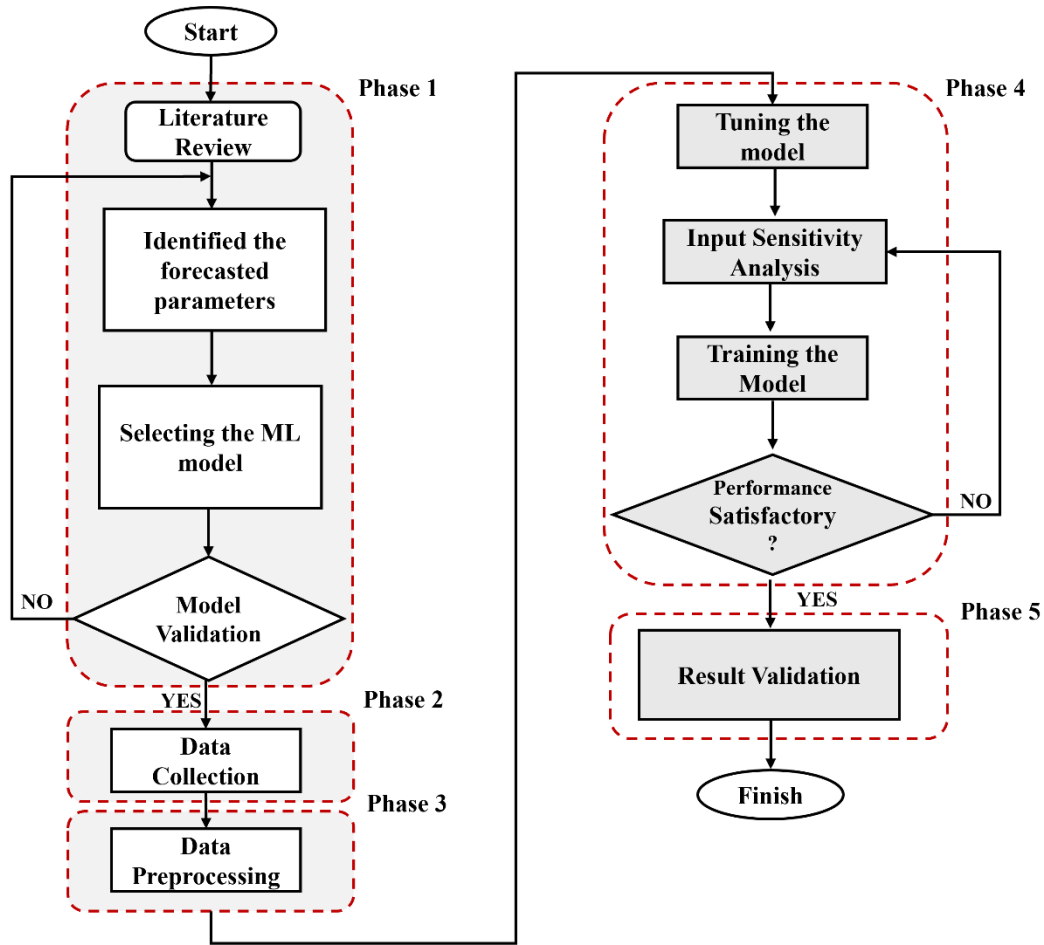 Start
Phase 1
Literature
Review
Identified the
forecasted
parameters
Selecting the ML
model
Model
Validation
NO
YES
Phase 2
Data
Collection
Phase 3
Data
Preprocessing
Phase 4
Tuning the
model
Input Sensitivity
Analysis
Training the
Model
Performance
Satisfactory
?
NO
YES
Phase 5
Result Validation
Finish